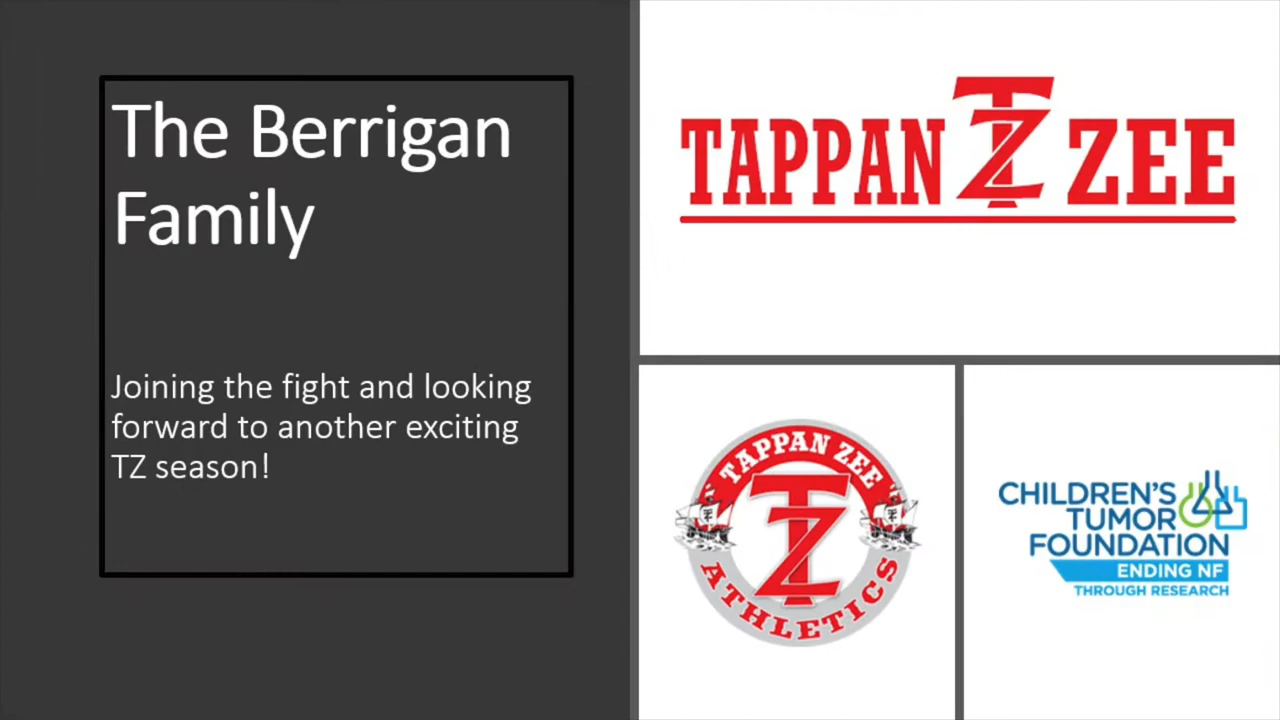 The Berrigan
Family
Joining the fight and looking
forward to another exciting
TZ season!
TAPPAN TZ ZEE
TAPPAN ZEE
TZ
ATHLETICS
CHILDREN'S
TUMOR
FOUNDATION
ENDING NF
THROUGH RESEARCH